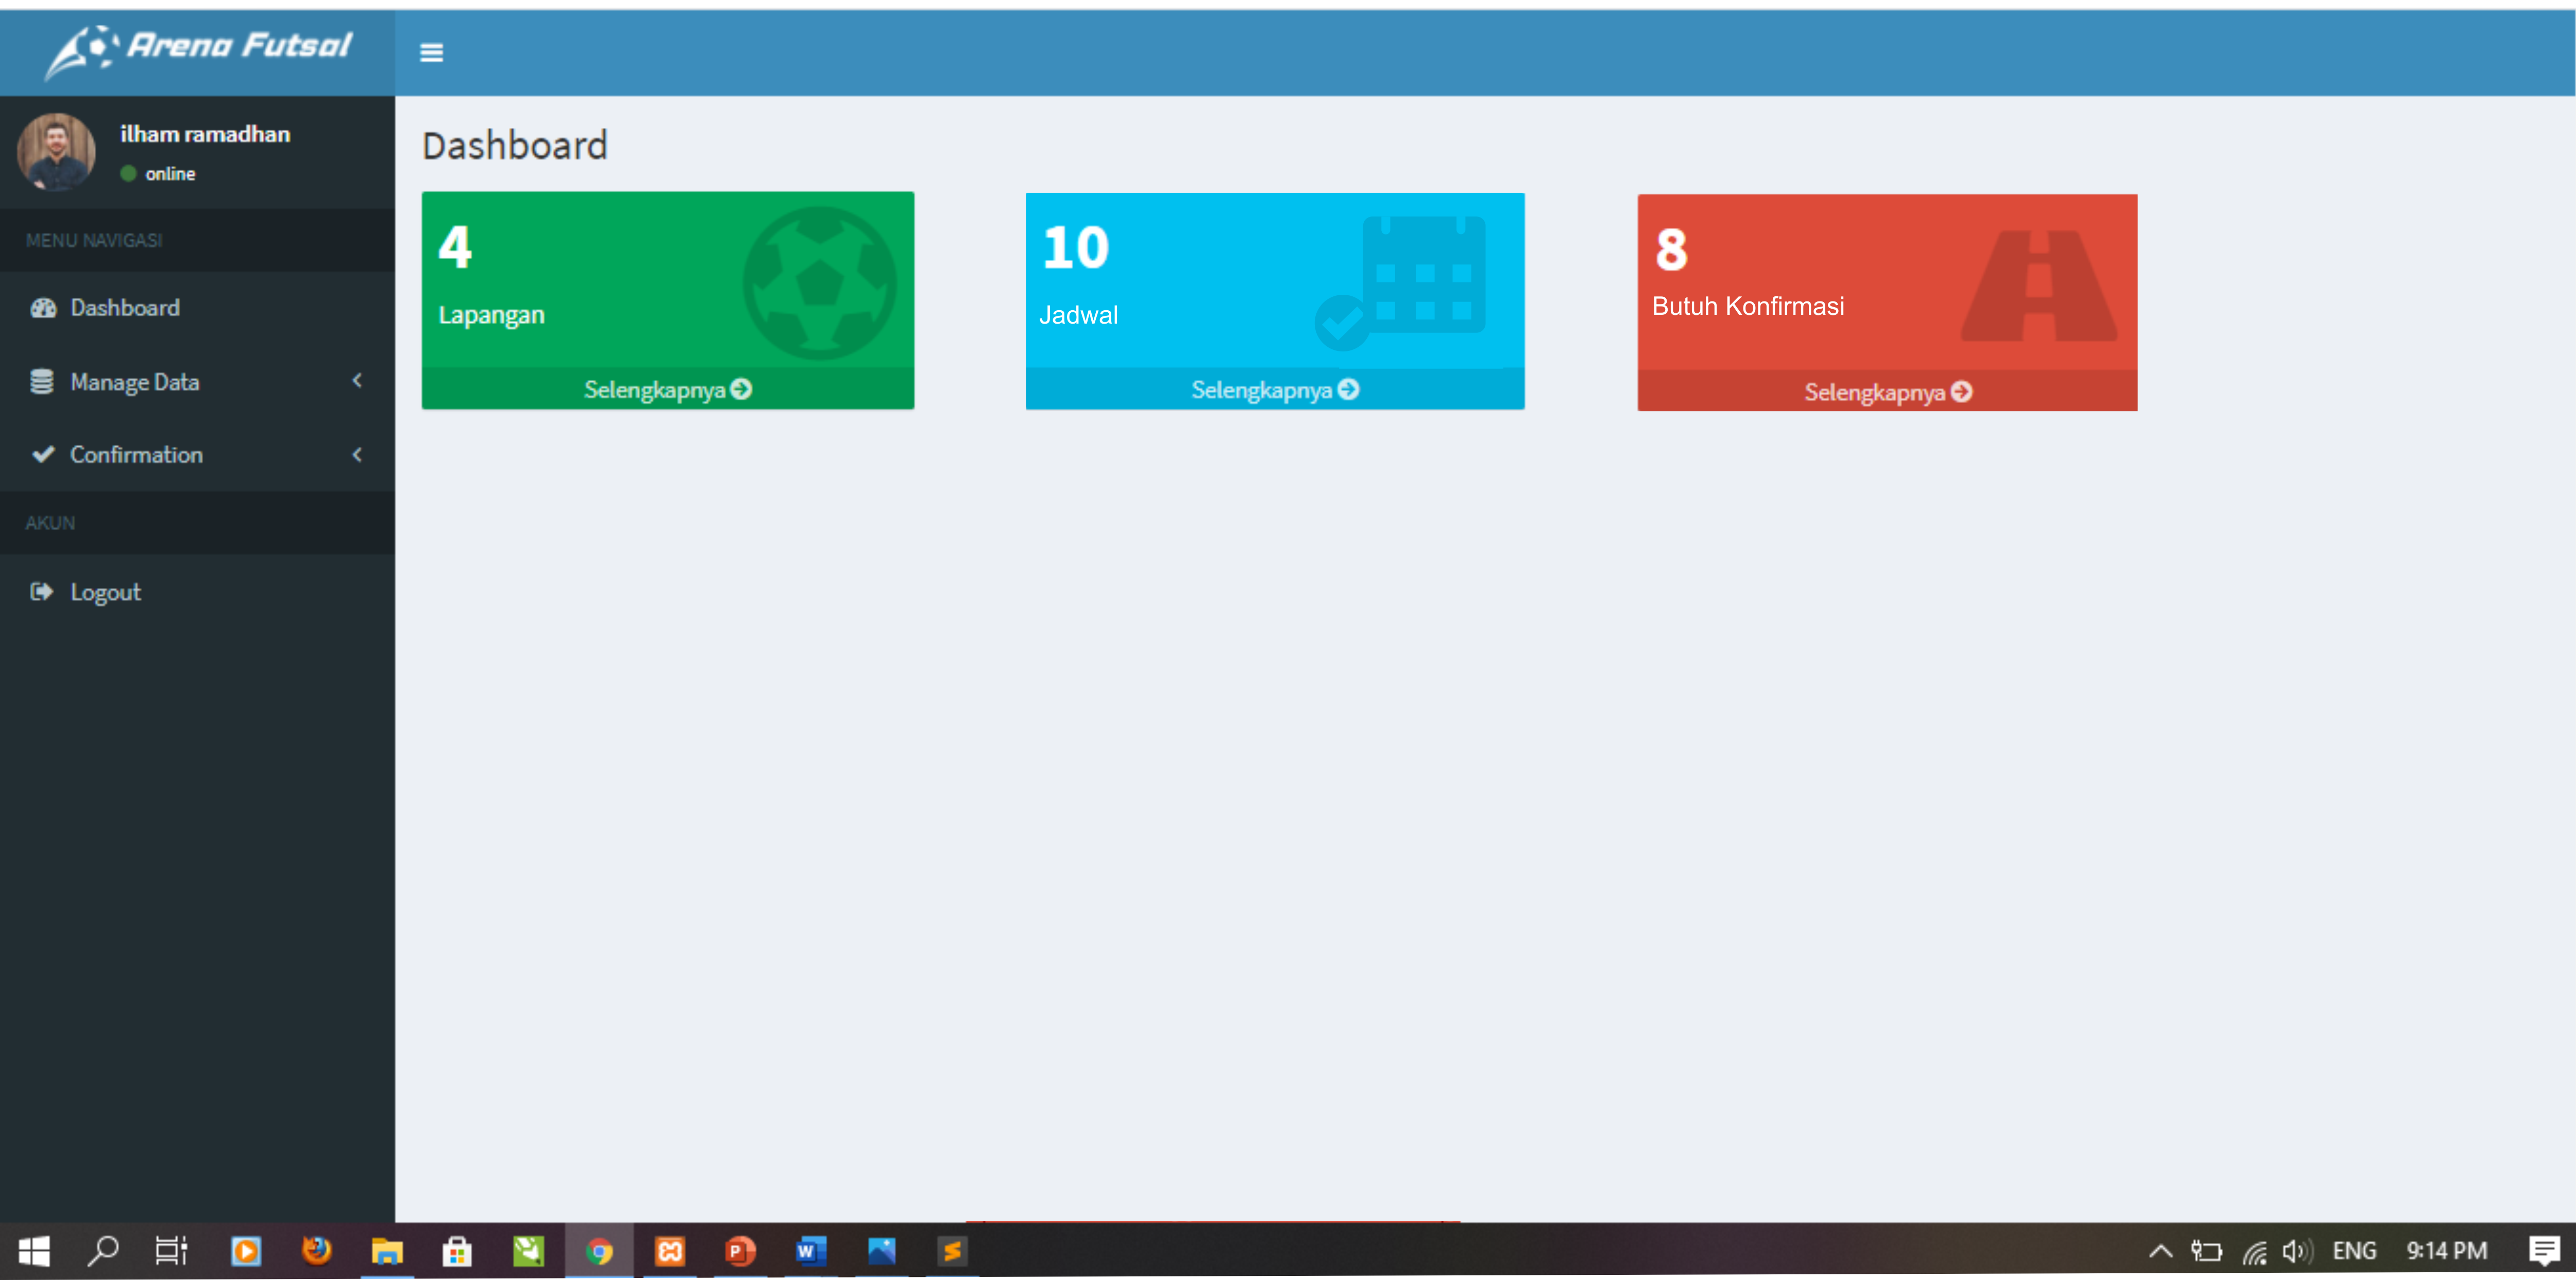 Arena Futsal
ilham ramadhan
online
MENU NAVIGASI
Dashboard
Manage Data
Confirmation
AKUN
Logout
Dashboard
4
Lapangan
Selengkapnya
10
Jadwal
Selengkapnya
8
Butuh Konfirmasi
Selengkapnya
ENG 9:14 PM